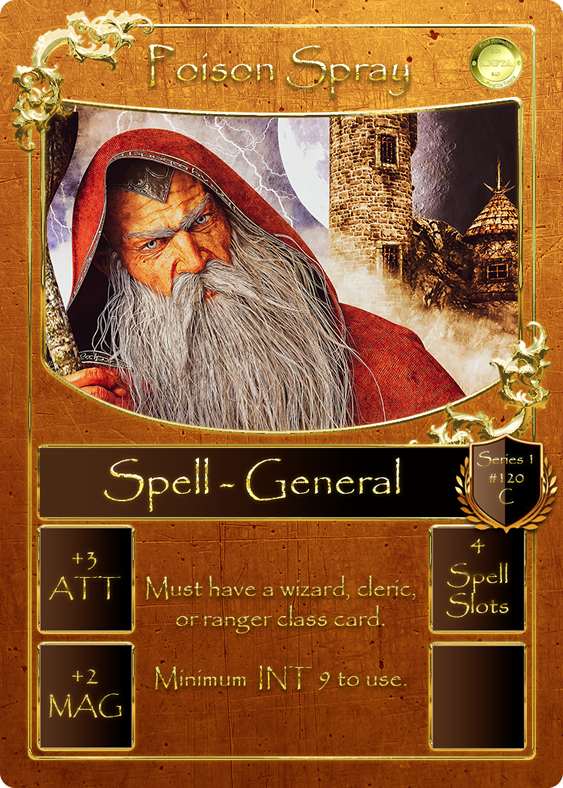 Poison Spray
Spell - General
Series 1
#120
C
+3
ATT
Must have a wizard, cleric,
or ranger class card.
4
Spell
Slots
+2
MAG
Minimum INT 9 to use.